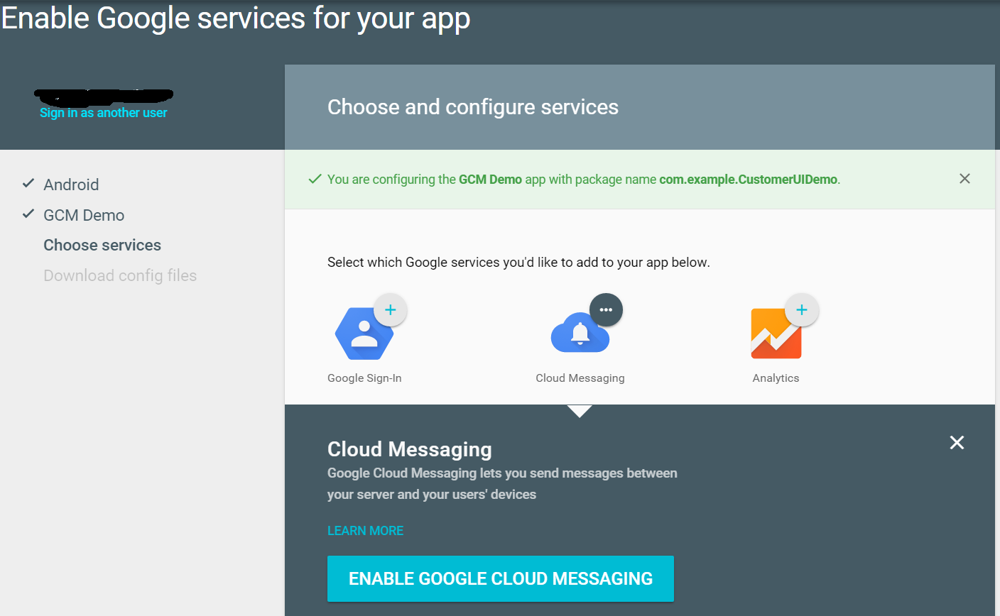 Enable Google services for your app
Sign in as another user
Choose and configure services
Android
GCM Demo
Choose services
Download config files
You are configuring the GCM Demo app with package name com.example.CustomerUIDemo.
Select which Google services you'd like to add to your app below.
Google Sign-In
Cloud Messaging
Analytics
Cloud Messaging
Google Cloud Messaging lets you send messages between
your server and your users' devices
LEARN MORE
ENABLE GOOGLE CLOUD MESSAGING